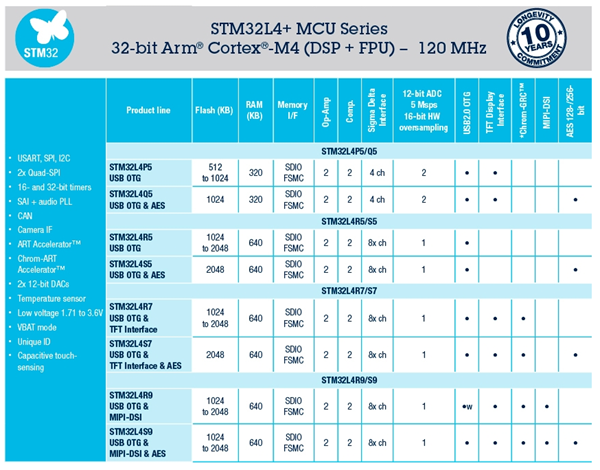 STM32
STM32L4+ MCU Series
32-bit Arm® Cortex®-M4 (DSP + FPU) – 120 MHz
LONGEVITY
10
YEARS
COMMITMENT
• USART, SPI, I2C
• 2x Quad-SPI
• 16- and 32-bit timers
• SAI + audio PLL
• CAN
• Camera IF
• ART Accelerator™
• Chrom-ART
Accelerator™
• 2x 12-bit DACs
• Temperature sensor
• Low voltage 1.71 to 3.6V
• VBAT mode
• Unique ID
• Capacitive touch-
sensing
Product line
Flash (KB)
RAM
(KB)
Memory
I/F
Op-Amp
Comp.
Sigma Delta
Interface
12-bit ADC
5 Msps
16-bit HW
oversampling
USB2.0 OTG
TFT Display
Interface
*Chrom-GRC™
MIPI-DSI
AES 128-/256-
bit
STM32L4P5/Q5
STM32L4P5
USB OTG
512
to 1024
320
SDIO
FSMC
2
2
4 ch
2
•
•
STM32L4Q5
USB OTG & AES
1024
320
SDIO
FSMC
2
2
4 ch
2
•
•
•
STM32L4R5/S5
STM32L4R5
USB OTG
1024
to 2048
640
SDIO
FSMC
2
2
8x ch
1
•
STM32L4S5
USB OTG & AES
2048
640
SDIO
FSMC
2
2
8x ch
1
•
•
STM32L4R7/S7
STM32L4R7
USB OTG &
TFT Interface
1024
to 2048
640
SDIO
FSMC
2
2
8x ch
1
•
•
•
STM32L4S7
USB OTG &
TFT Interface & AES
2048
640
SDIO
FSMC
2
2
8x ch
1
•
•
•
•
STM32L4R9/S9
STM32L4R9
USB OTG &
MIPI-DSI
1024
to 2048
640
SDIO
FSMC
2
2
8x ch
1
•w
•
•
•
STM32L4S9
USB OTG &
MIPI-DSI & AES
1024
to 2048
640
SDIO
FSMC
2
2
8x ch
1
•
•
•
•
•